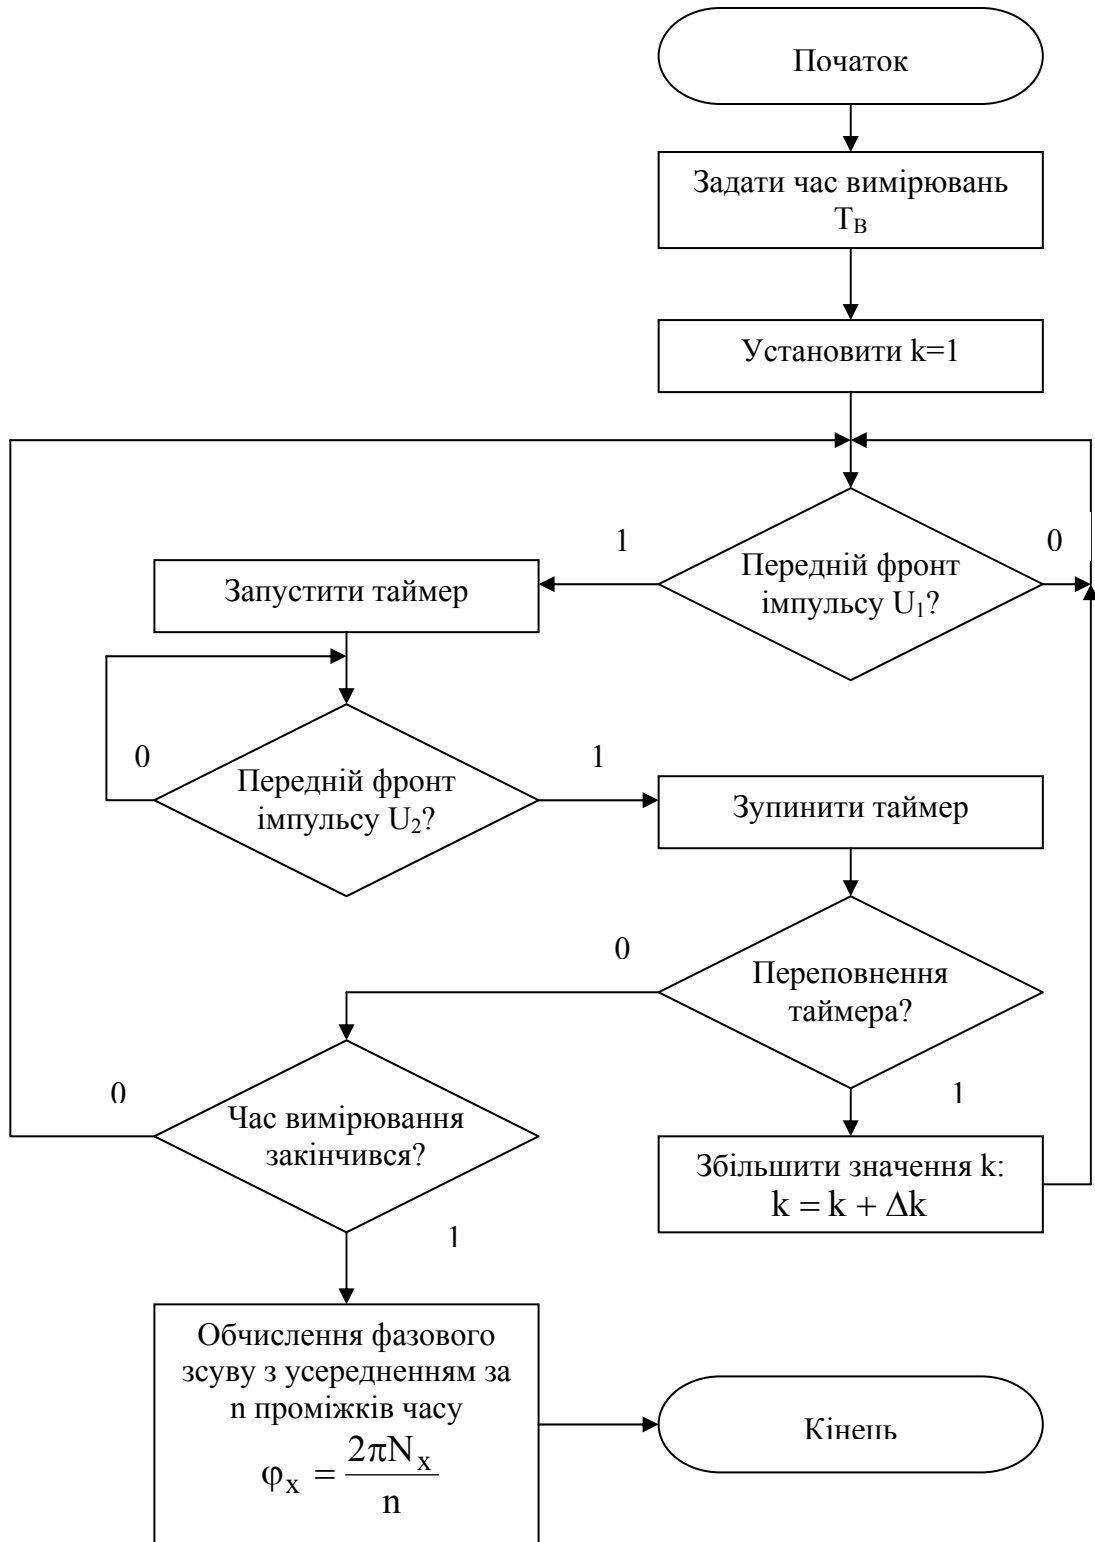 Початок
Задати час вимірювань
T_В
Установити k=1
1
0
Передній фронт
імпульсу U₁?
Запустити таймер
0
1
Передній фронт
імпульсу U₂?
Зупинити таймер
0
Переповнення
таймера?
0
1
Час вимірювання
закінчився?
Збільшити значення k:
k = k + Δk
1
Обчислення фазового
зсуву з усередненням за
n проміжків часу
φₓ = 2πNₓ / n
Кінець